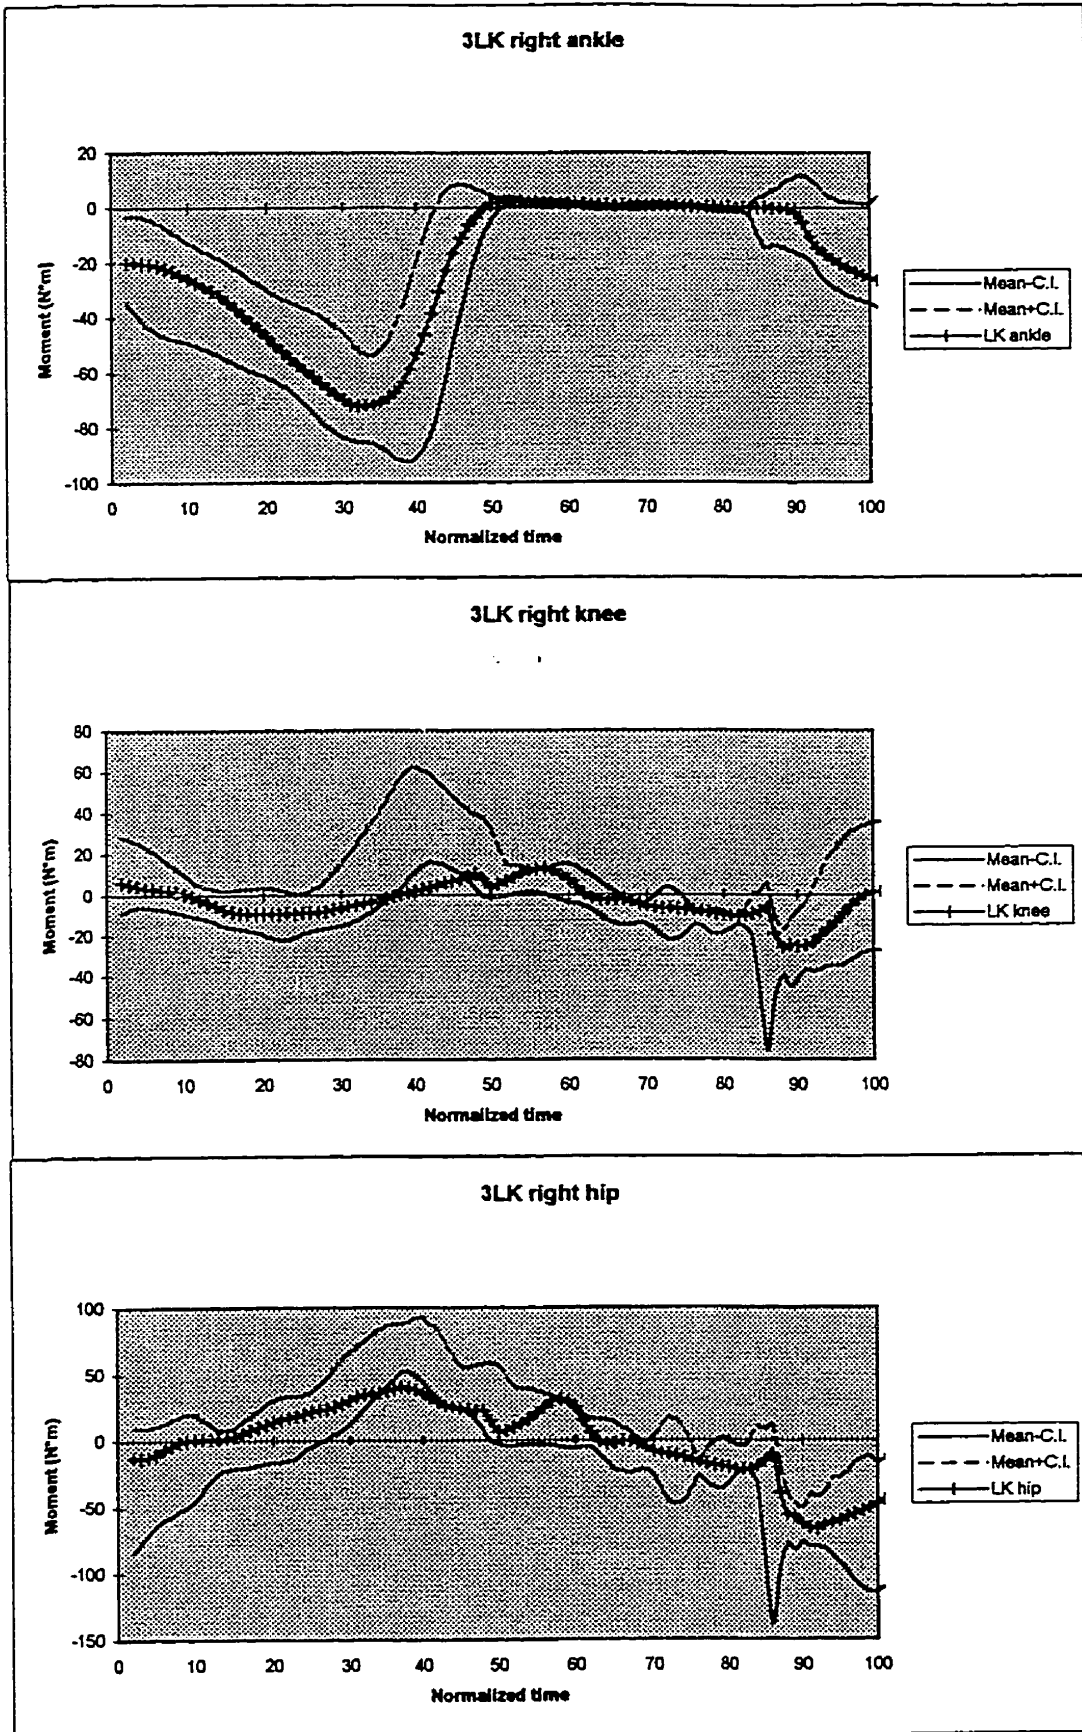 3LK right ankle
20
0
-20
-40
-60
-80
-100
Moment (N*m)
0 10 20 30 40 50 60 70 80 90 100
Normalized time
Mean-C.I.
Mean+C.I.
LK ankle
3LK right knee
80
60
40
20
0
-20
-40
-60
-80
Moment (N*m)
0 10 20 30 40 50 60 70 80 90 100
Normalized time
Mean-C.I.
Mean+C.I.
LK knee
3LK right hip
100
50
0
-50
-100
-150
Moment (N*m)
0 10 20 30 40 50 60 70 80 90 100
Normalized time
Mean-C.I.
Mean+C.I.
LK hip